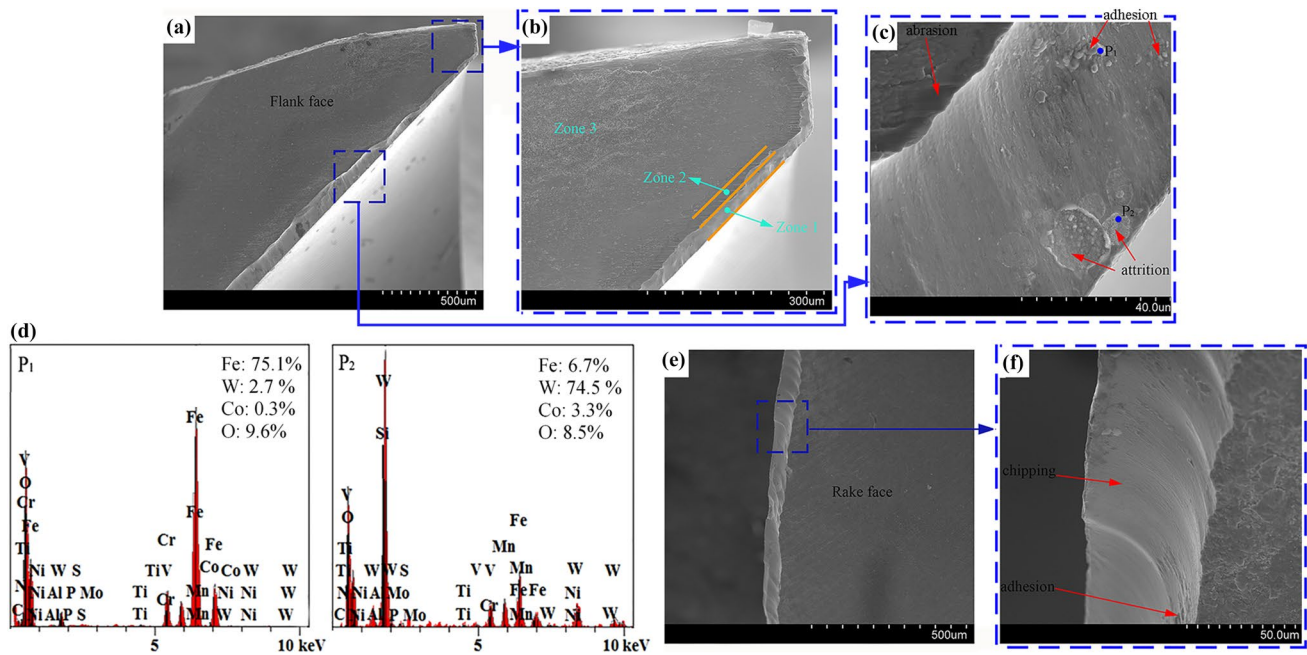 (a)
Flank face
500um
(b)
Zone 3
Zone 2
Zone 1
300um
(c)
abrasion
adhesion
P₁
P₂
attrition
40.0um
(d)
P₁
Fe: 75.1%
W: 2.7 %
Co: 0.3%
O: 9.6%
V
O
Cr
Fe
Ti
Ni W S
N Ni Al P Mo
C Ni Al P S
Cr
Ti V
Ti
Ti
Cr
Fe
Fe
Fe
Co Co W W
Mn Ni Ni W
Mn W Ni W
5
10 keV
P₂
Fe: 6.7%
W: 74.5 %
Co: 3.3%
O: 8.5%
W
Si
V
O
Ti W W S
N Ni Al P Mo
C Ni
Fe
Mn
V V Mn
Ti Fe Fe
Ti Cr Mn W
W W
Ni W
Ni W
5
10 keV
(e)
Rake face
500um
(f)
chipping
adhesion
50.0um